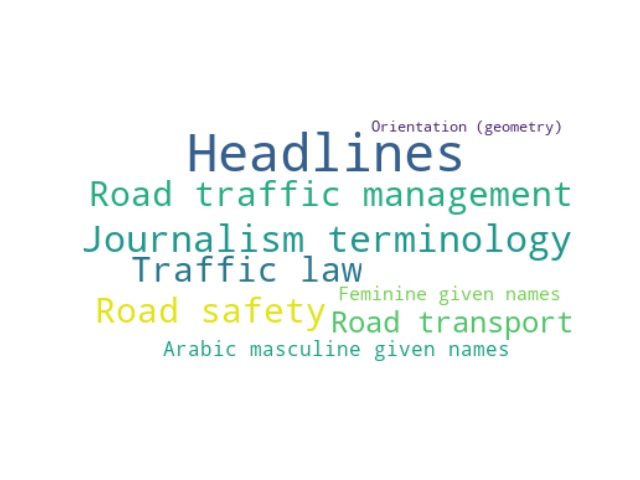 Orientation (geometry)
Headlines
Road traffic management
Journalism terminology
Traffic law
Feminine given names
Road safety
Road transport
Arabic masculine given names